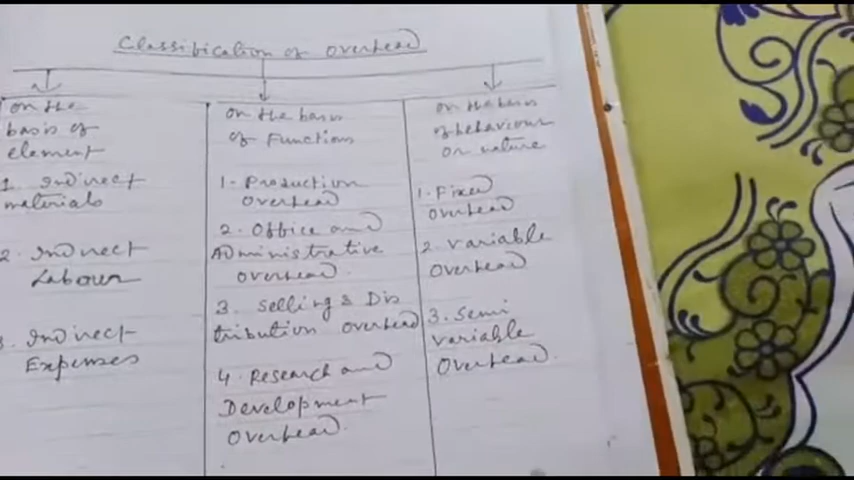 Classification of overhead
on the
basis of
element
1. Indirect
materials
2. Indirect
Labour
3. Indirect
Expenses
on the basis
of Functions
1. Production
overhead
2. Office and
Administrative
overhead
3. Selling & Dis
tribution overhead
4. Research and
Development
overhead
on the basis
of behaviour
or nature
1. Fixed
overhead
2 variable
overhead
3. Semi
variable
overhead